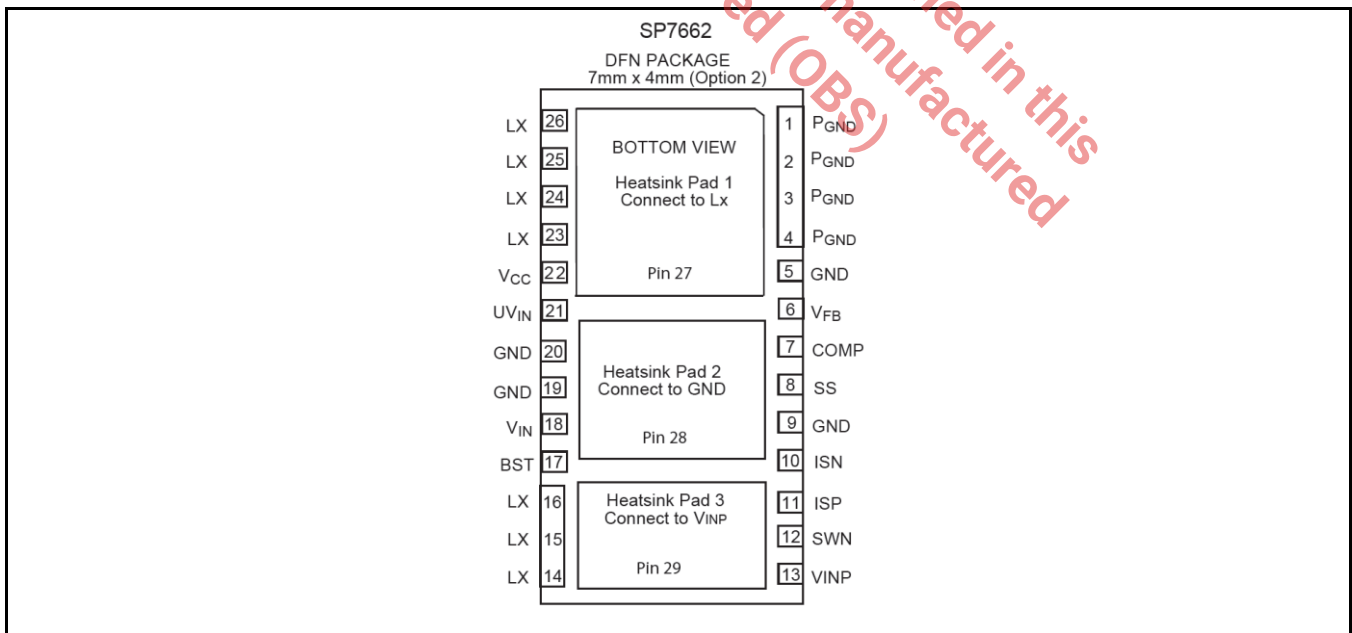 ned in this
manufactured
ed (OBS)
SP7662
DFN PACKAGE
7mm x 4mm (Option 2)
LX 26
LX 25
LX 24
LX 23
VCC 22
UVIN 21
GND 20
GND 19
VIN 18
BST 17
LX 16
LX 15
LX 14
BOTTOM VIEW
Heatsink Pad 1
Connect to Lx
Pin 27
Heatsink Pad 2
Connect to GND
Pin 28
Heatsink Pad 3
Connect to VINP
Pin 29
1 PGND
2 PGND
3 PGND
4 PGND
5 GND
6 VFB
7 COMP
8 SS
9 GND
10 ISN
11 ISP
12 SWN
13 VINP